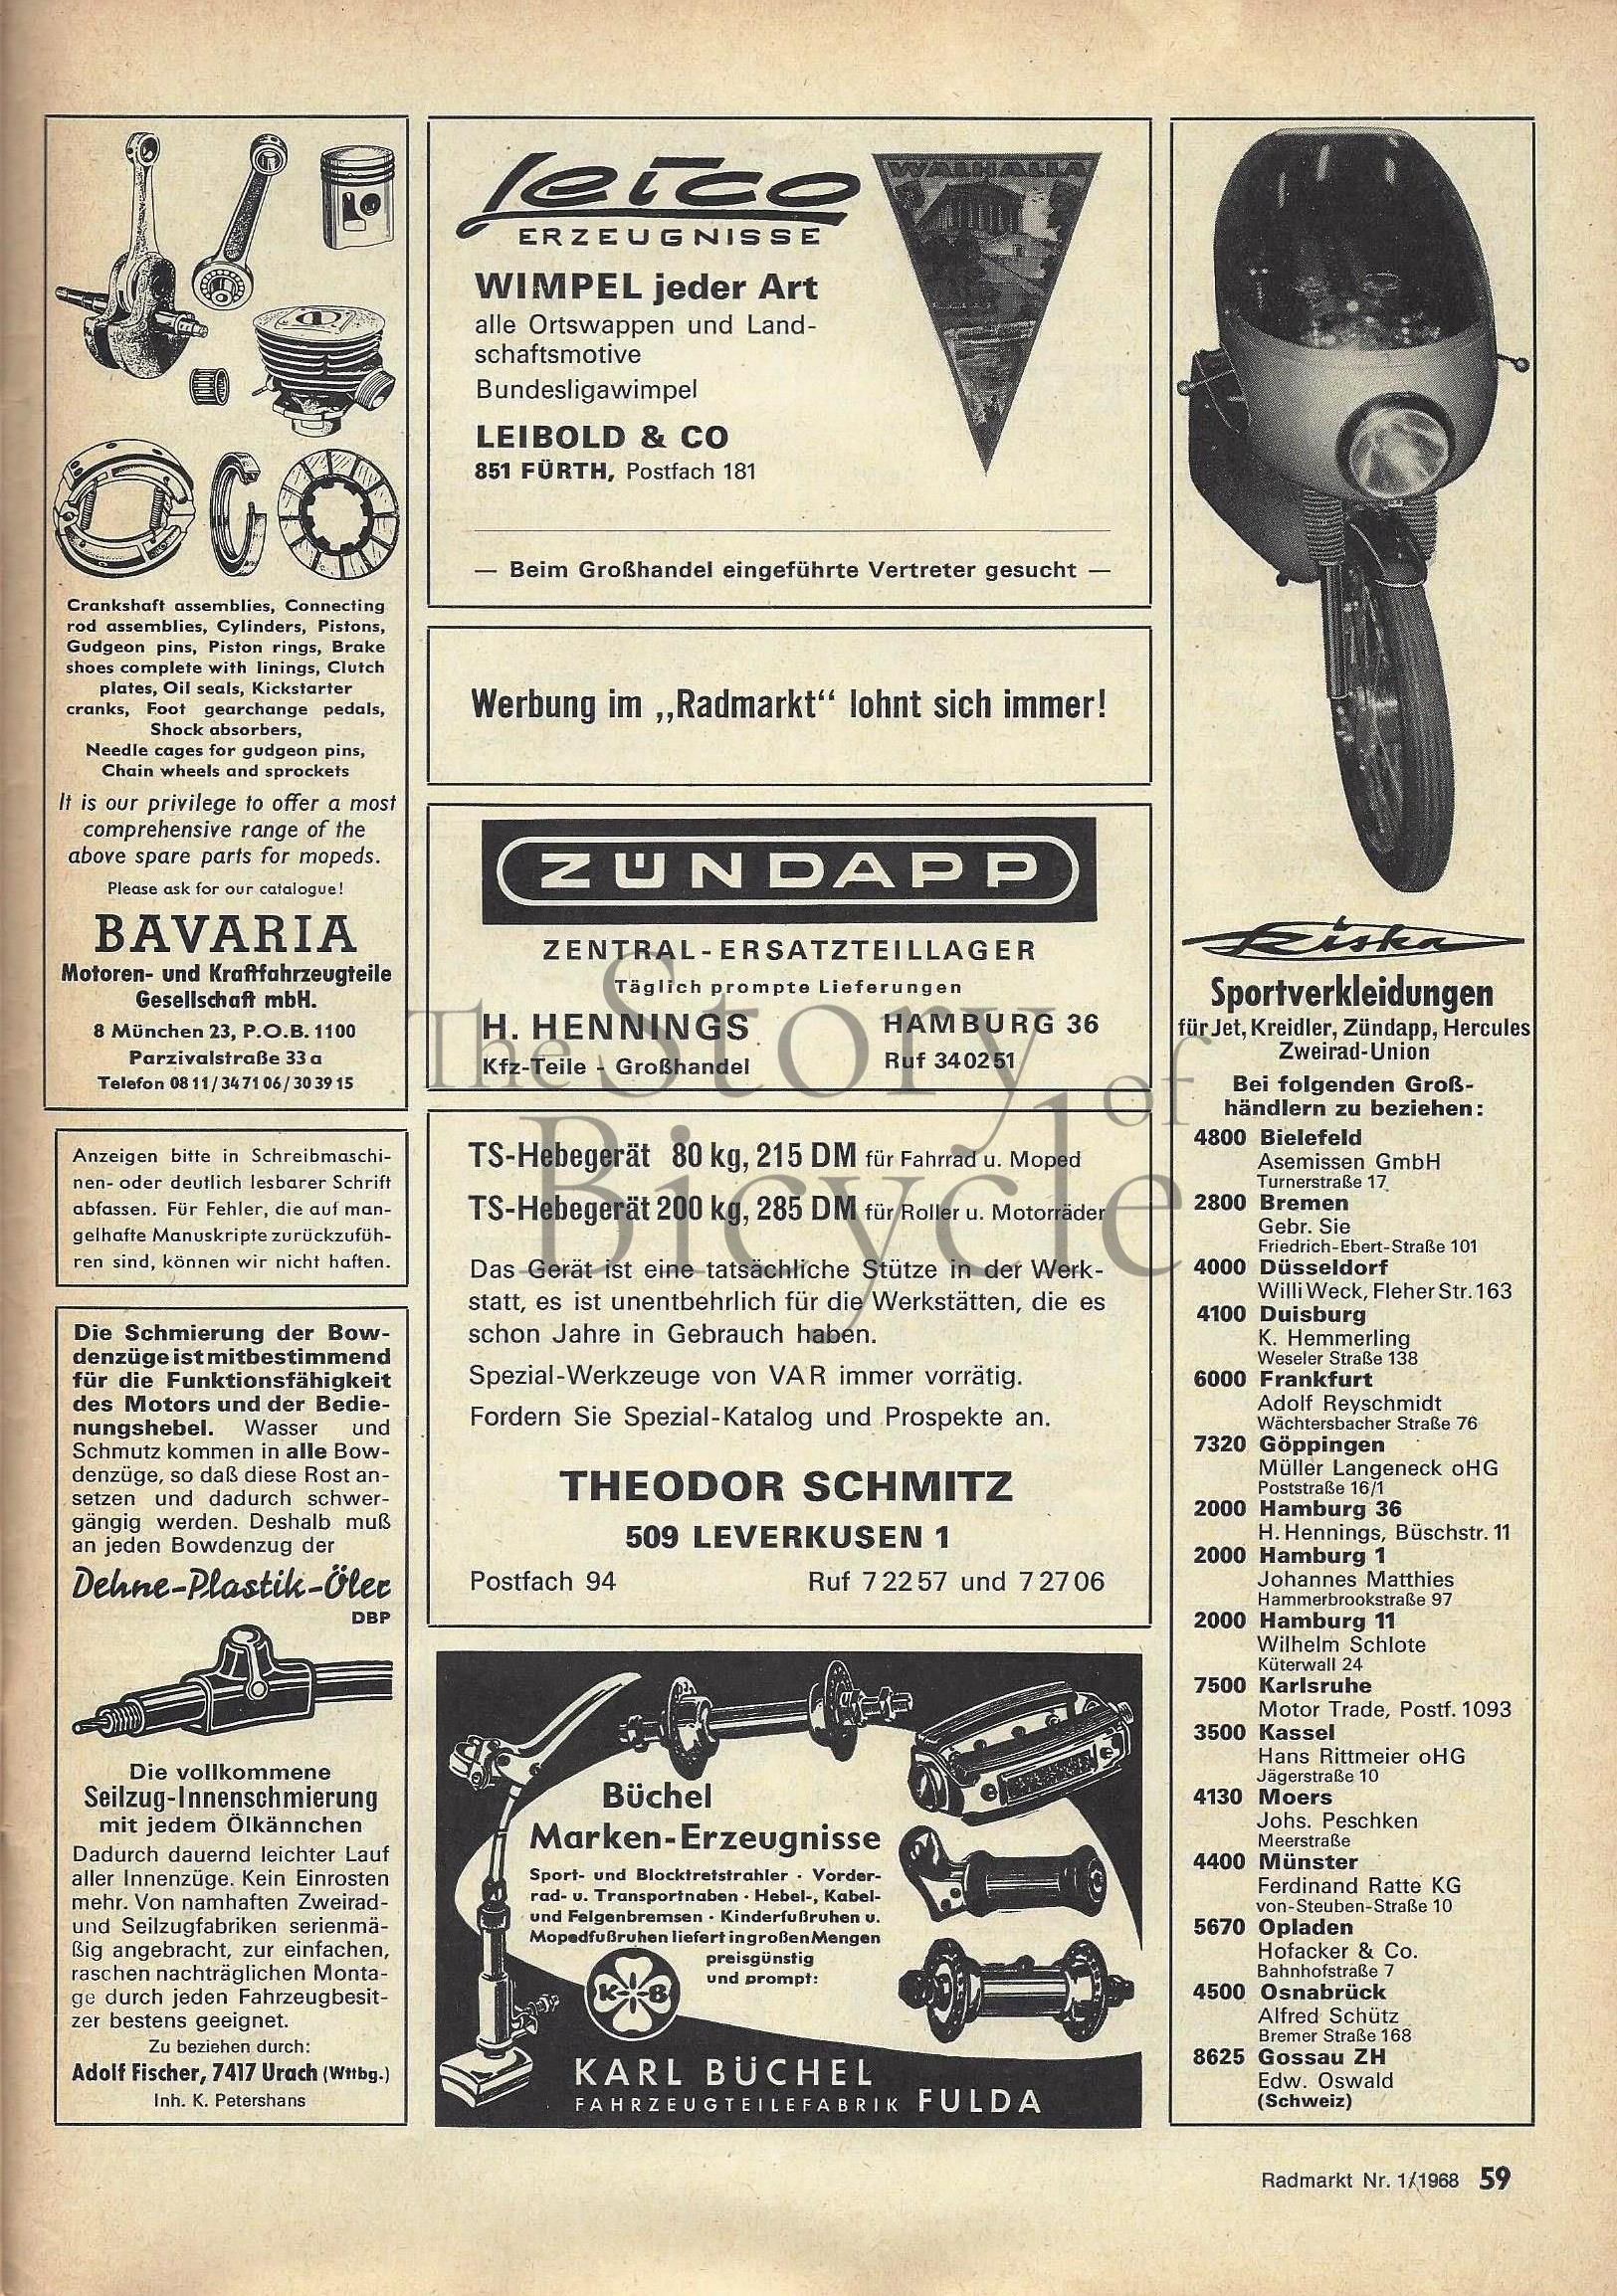 Crankshaft assemblies, Connecting
rod assemblies, Cylinders, Pistons,
Gudgeon pins, Piston rings, Brake
shoes complete with linings, Clutch
plates, Oil seals, Kickstarter
cranks, Foot gearchange pedals,
Shock absorbers,
Needle cages for gudgeon pins,
Chain wheels and sprockets
It is our privilege to offer a most
comprehensive range of the
above spare parts for mopeds.
Please ask for our catalogue!
BAVARIA
Motoren- und Kraftfahrzeugteile
Gesellschaft mbH.
8 München 23, P.O.B. 1100
Parzivalstraße 33 a
Telefon 08 11/34 71 06/30 39 15
Anzeigen bitte in Schreibmaschi-
nen- oder deutlich lesbarer Schrift
abfassen. Für Fehler, die auf man-
gelhafte Manuskripte zurückzufüh-
ren sind, können wir nicht haften.
Die Schmierung der Bow-
denzüge ist mitbestimmend
für die Funktionsfähigkeit
des Motors und der Bedie-
nungshebel. Wasser und
Schmutz kommen in alle Bow-
denzüge, so daß diese Rost an-
setzen und dadurch schwer-
gängig werden. Deshalb muß
an jeden Bowdenzug der
Dehne-Plastik-Öler
DBP
Die vollkommene
Seilzug-Innenschmierung
mit jedem Ölkännchen
Dadurch dauernd leichter Lauf
aller Innenzüge. Kein Einrosten
mehr. Von namhaften Zweirad-
und Seilzugfabriken serienmä-
ßig angebracht, zur einfachen,
raschen nachträglichen Monta-
ge durch jeden Fahrzeugbesit-
zer bestens geeignet.
Zu beziehen durch:
Adolf Fischer, 7417 Urach (Wttbg.)
Inh. K. Petershans
Leico
ERZEUGNISSE
WALHALLA
WIMPEL jeder Art
alle Ortswappen und Land-
schaftsmotive
Bundesligawimpel
LEIBOLD & CO
851 FÜRTH, Postfach 181
— Beim Großhandel eingeführte Vertreter gesucht —
Werbung im „Radmarkt“ lohnt sich immer!
ZÜNDAPP
ZENTRAL-ERSATZTEILLAGER
Täglich prompte Lieferungen
H. HENNINGS HAMBURG 36
Kfz-Teile - Großhandel Ruf 34 02 51
The Story of Bicycle
TS-Hebegerät 80 kg, 215 DM für Fahrrad u. Moped
TS-Hebegerät 200 kg, 285 DM für Roller u. Motorräder
Das Gerät ist eine tatsächliche Stütze in der Werk-
statt, es ist unentbehrlich für die Werkstätten, die es
schon Jahre in Gebrauch haben.
Spezial-Werkzeuge von VAR immer vorrätig.
Fordern Sie Spezial-Katalog und Prospekte an.
THEODOR SCHMITZ
509 LEVERKUSEN 1
Postfach 94 Ruf 7 22 57 und 7 27 06
Büchel
Marken-Erzeugnisse
Sport- und Blocktretstrahler · Vorder-
rad- u. Transportnaben · Hebel-, Kabel-
und Felgenbremsen · Kinderfußruhen u.
Mopedfußruhen liefert in großen Mengen
preisgünstig
und prompt:
K B
KARL BÜCHEL
FAHRZEUGTEILEFABRIK FULDA
Riska
Sportverkleidungen
für Jet, Kreidler, Zündapp, Hercules
Zweirad-Union
Bei folgenden Groß-
händlern zu beziehen:
4800 Bielefeld
Asemissen GmbH
Turnerstraße 17
2800 Bremen
Gebr. Sie
Friedrich-Ebert-Straße 101
4000 Düsseldorf
Willi Weck, Fleher Str. 163
4100 Duisburg
K. Hemmerling
Weseler Straße 138
6000 Frankfurt
Adolf Reyschmidt
Wächtersbacher Straße 76
7320 Göppingen
Müller Langeneck oHG
Poststraße 16/1
2000 Hamburg 36
H. Hennings, Büschstr. 11
2000 Hamburg 1
Johannes Matthies
Hammerbrookstraße 97
2000 Hamburg 11
Wilhelm Schlote
Küterwall 24
7500 Karlsruhe
Motor Trade, Postf. 1093
3500 Kassel
Hans Rittmeier oHG
Jägerstraße 10
4130 Moers
Johs. Peschken
Meerstraße
4400 Münster
Ferdinand Ratte KG
von-Steuben-Straße 10
5670 Opladen
Hofacker & Co.
Bahnhofstraße 7
4500 Osnabrück
Alfred Schütz
Bremer Straße 168
8625 Gossau ZH
Edw. Oswald
(Schweiz)
Radmarkt Nr. 1/1968 59